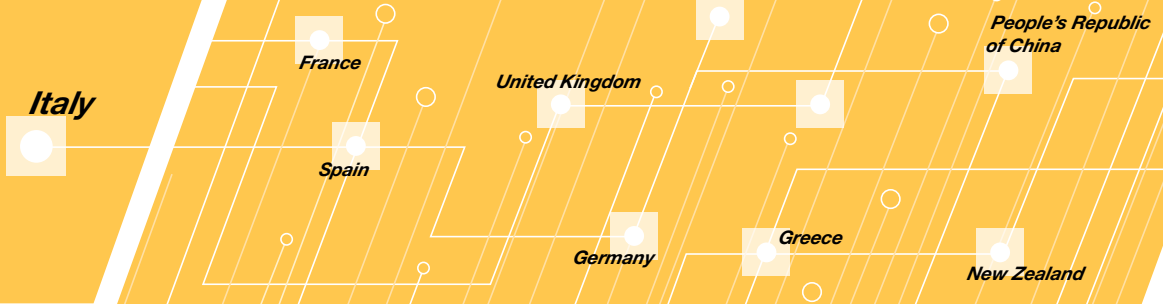 Italy
France
Spain
United Kingdom
Germany
Greece
People's Republic
of China
New Zealand